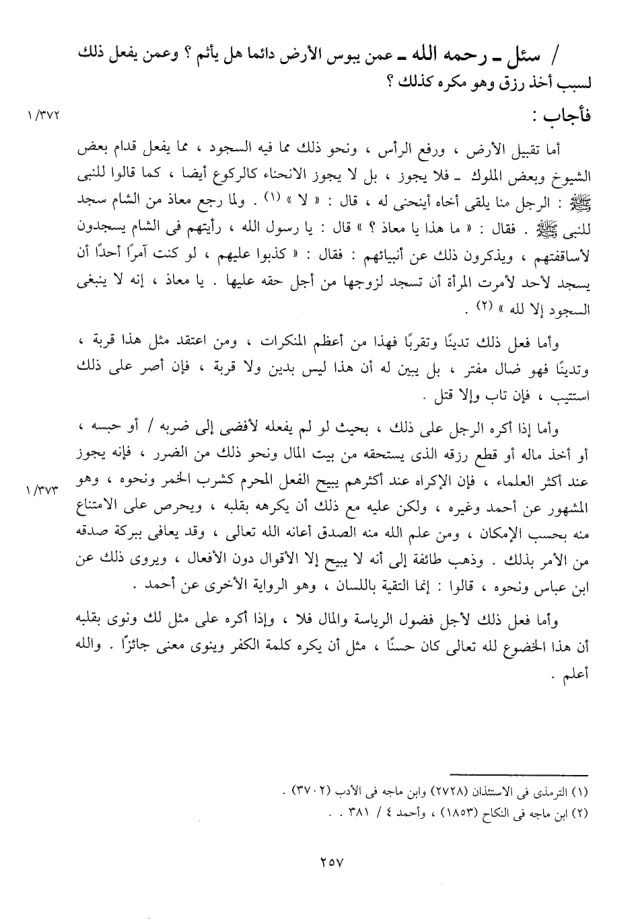 / سئل ـ رحمه الله ـ عمن يبوس الأرض دائما هل يأثم ؟ وعمن يفعل ذلك
لسبب أخذ رزق وهو مكره كذلك ؟
١/٣٧٢
فأجاب :
أما تقبيل الأرض ، ورفع الرأس ، ونحو ذلك مما فيه السجود ، مما يفعل قدام بعض
الشيوخ وبعض الملوك ـ فلا يجوز ، بل لا يجوز الانحناء كالركوع أيضا ، كما قالوا للنبى
ﷺ : الرجل منا يلقى أخاه أينحنى له ، قال : « لا » (١) . ولما رجع معاذ من الشام سجد
للنبى ﷺ . فقال : « ما هذا يا معاذ ؟ » قال : يا رسول الله ، رأيتهم فى الشام يسجدون
لأساقفتهم ، ويذكرون ذلك عن أنبيائهم : فقال : « كذبوا عليهم ، لو كنت آمرًا أحدًا أن
يسجد لأحد لأمرت المرأة أن تسجد لزوجها من أجل حقه عليها . يا معاذ ، إنه لا ينبغى
السجود إلا لله » (٢) .
وأما فعل ذلك تدينًا وتقربًا فهذا من أعظم المنكرات ، ومن اعتقد مثل هذا قربة ،
وتدينًا فهو ضال مفتر ، بل يبين له أن هذا ليس بدين ولا قربة ، فإن أصر على ذلك
استتيب ، فإن تاب وإلا قتل .
وأما إذا أكره الرجل على ذلك ، بحيث لو لم يفعله لأفضى إلى ضربه / أو حبسه ،
أو أخذ ماله أو قطع رزقه الذى يستحقه من بيت المال ونحو ذلك من الضرر ، فإنه يجوز
عند أكثر العلماء ، فإن الإكراه عند أكثرهم يبيح الفعل المحرم كشرب الخمر ونحوه ، وهو
١/٣٧٣
المشهور عن أحمد وغيره ، ولكن عليه مع ذلك أن يكرهه بقلبه ، ويحرص على الامتناع
منه بحسب الإمكان ، ومن علم الله منه الصدق أعانه الله تعالى ، وقد يعافى ببركة صدقه
من الأمر بذلك . وذهب طائفة إلى أنه لا يبيح إلا الأقوال دون الأفعال ، ويروى ذلك عن
ابن عباس ونحوه ، قالوا : إنما التقية باللسان ، وهو الرواية الأخرى عن أحمد .
وأما فعل ذلك لأجل فضول الرياسة والمال فلا ، وإذا أكره على مثل لك ونوى بقلبه
أن هذا الخضوع لله تعالى كان حسنًا ، مثل أن يكره كلمة الكفر وينوى معنى جائزًا . والله
أعلم .
(١) الترمذى فى الاستئذان (٢٧٢٨) وابن ماجه فى الأدب (٣٧٠٢) .
(٢) ابن ماجه فى النكاح (١٨٥٣) ، وأحمد ٤ / ٣٨١ . .
٢٥٧